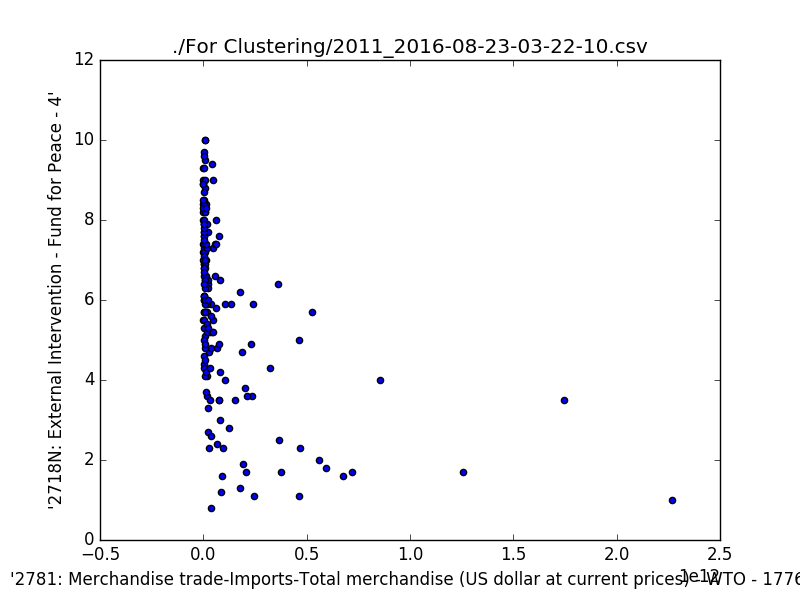 ./For Clustering/2011_2016-08-23-03-22-10.csv
12
10
8
6
4
2
0
'2718N: External Intervention - Fund for Peace - 4'
−0.5 0.0 0.5 1.0 1.5 2.0 2.5
1e12
'2781: Merchandise trade-Imports-Total merchandise (US dollar at current prices) - WTO - 1776